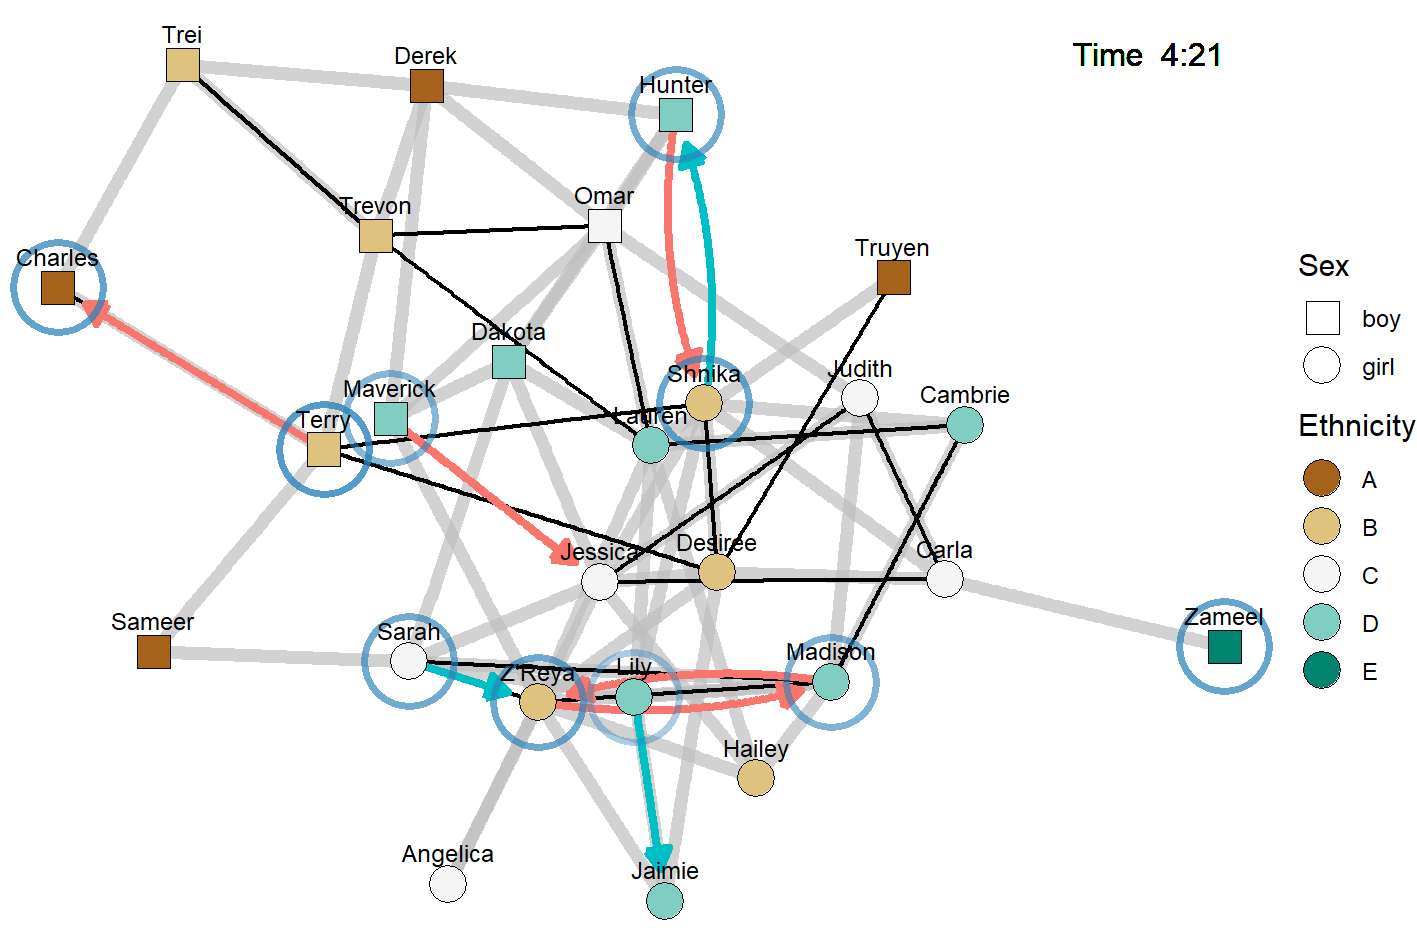 Trei
Derek
Time 4:21
Hunter
Trevon
Omar
Charles
Truyen
Dakota
Maverick
Shnika
Judith
Cambrie
Terry
Lauren
Jessica
Desiree
Carla
Sameer
Sarah
Z'Reya
Lily
Madison
Zameel
Hailey
Angelica
Jaimie
Sex
boy
girl
Ethnicity
A
B
C
D
E